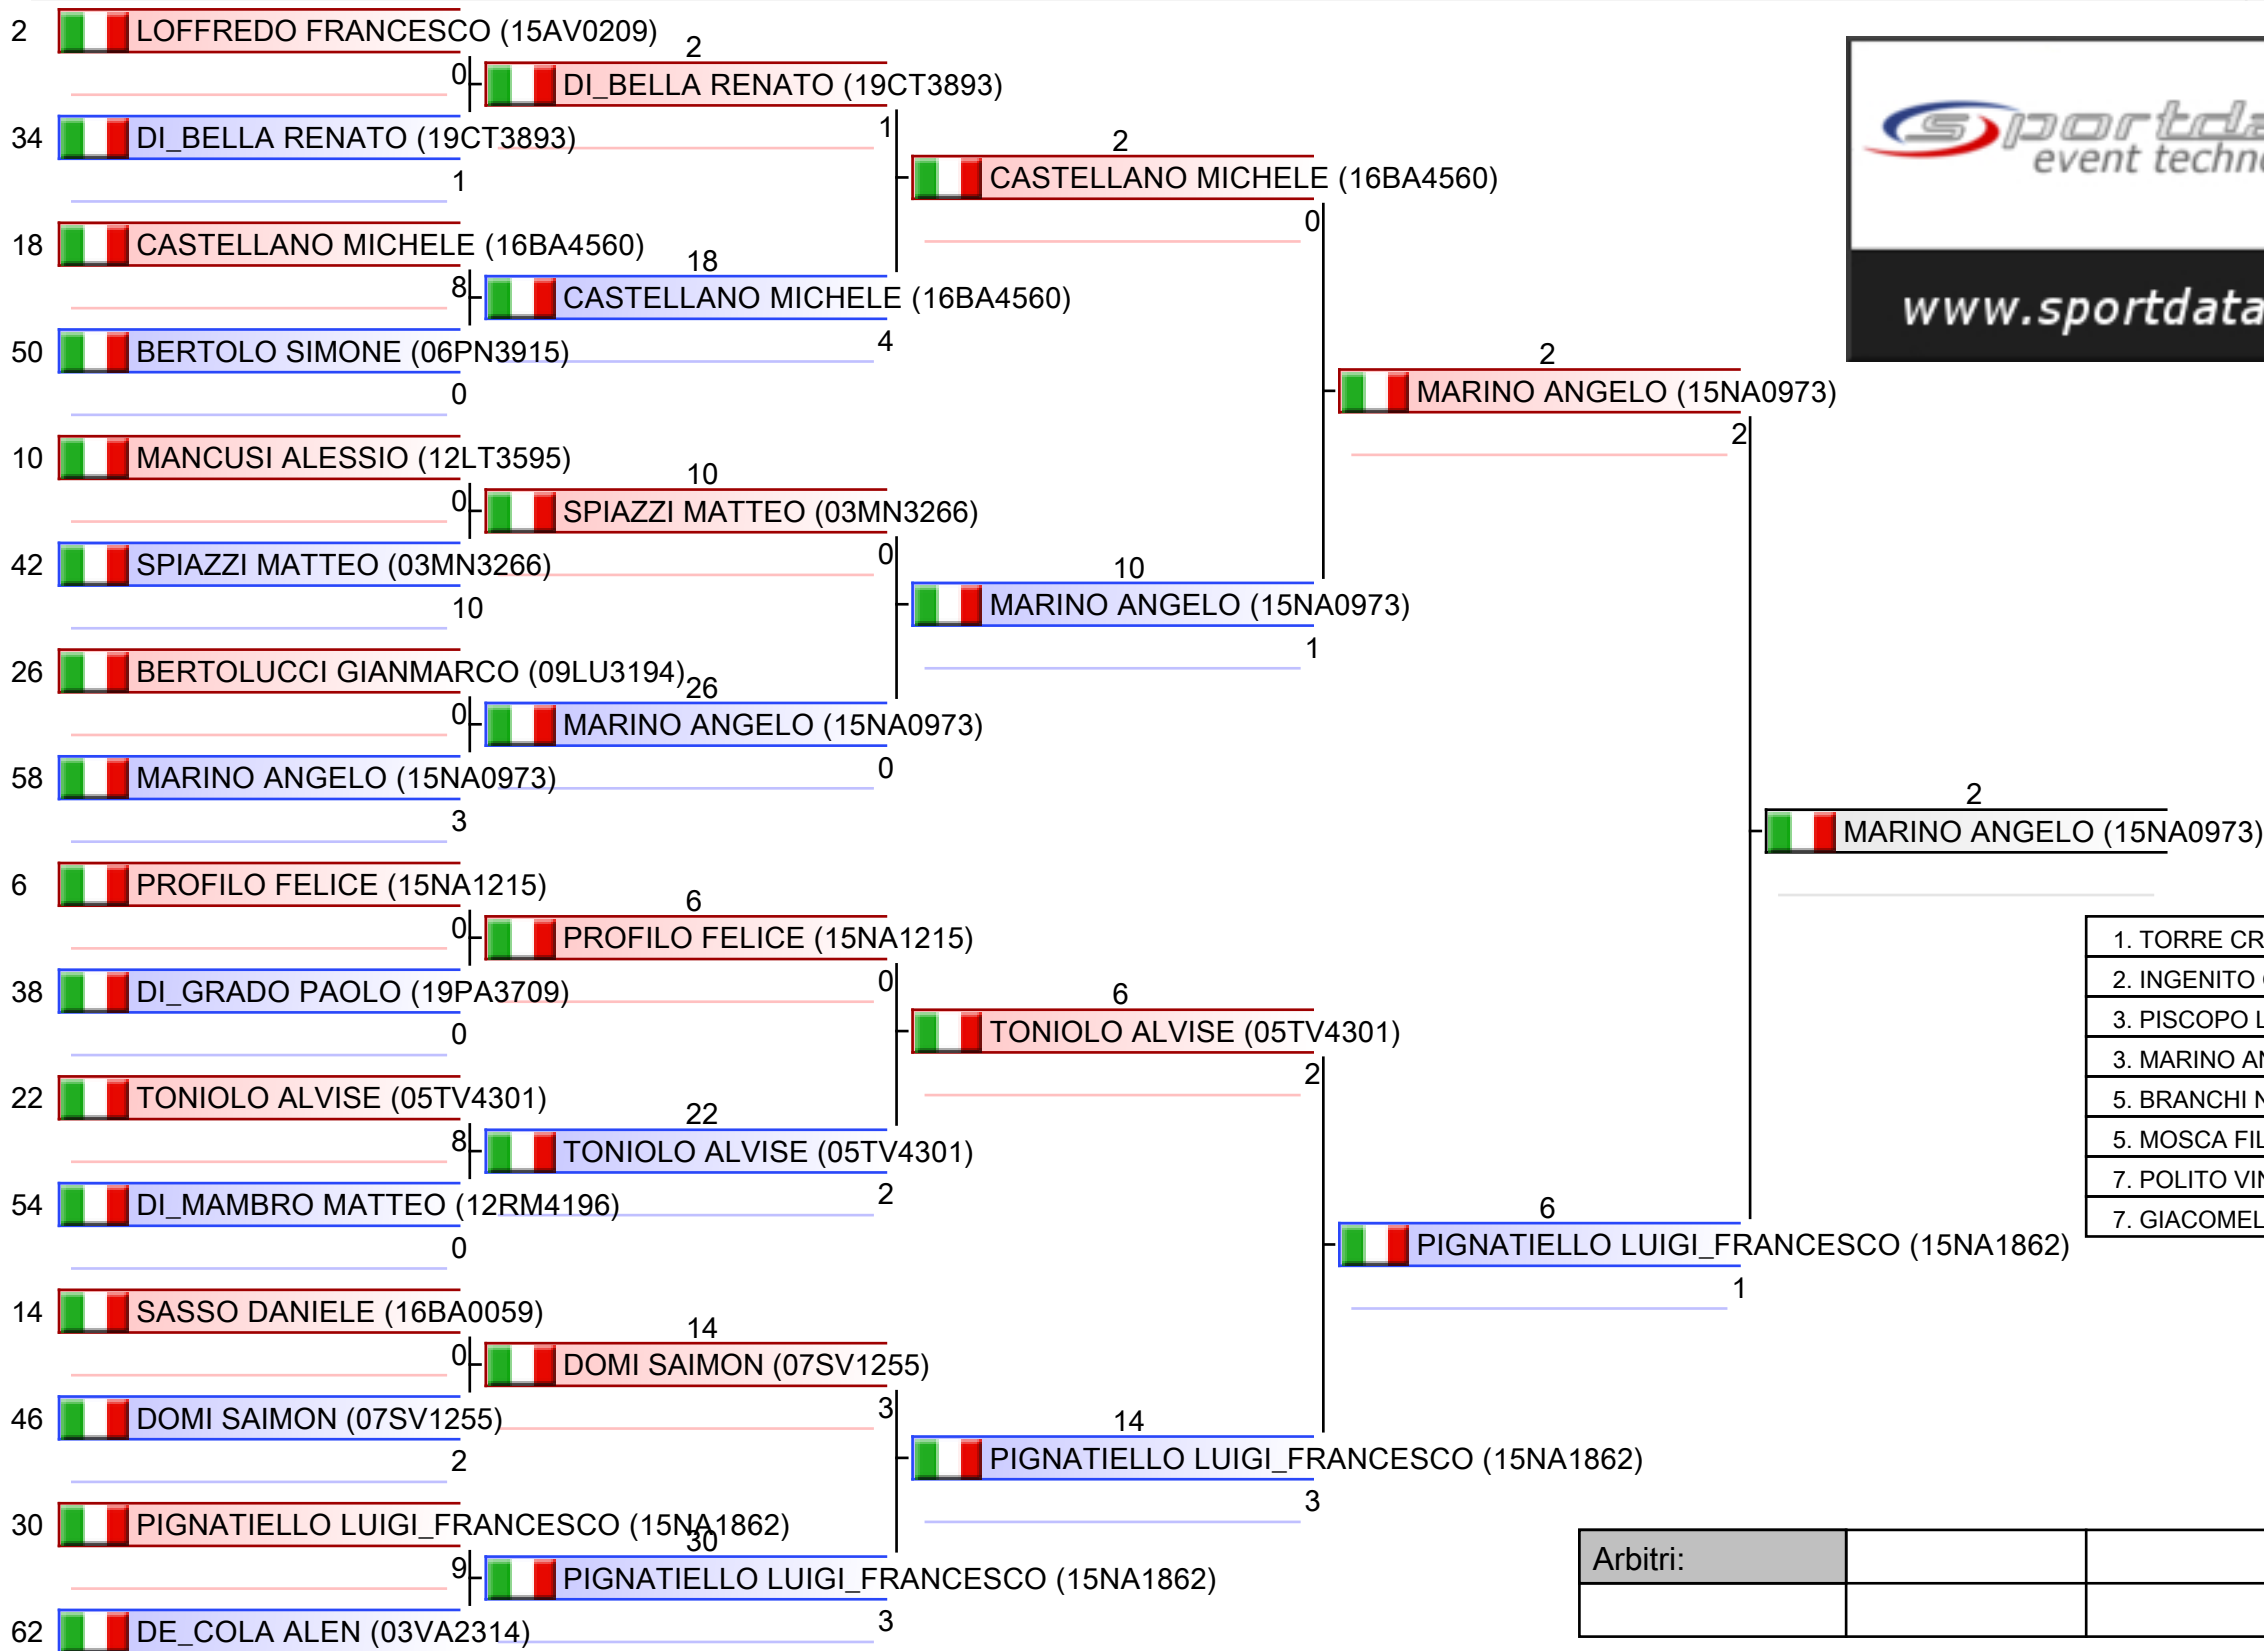 2 LOFFREDO FRANCESCO (15AV0209)
0
34 DI_BELLA RENATO (19CT3893)
1
18 CASTELLANO MICHELE (16BA4560)
8
50 BERTOLO SIMONE (06PN3915)
0
10 MANCUSI ALESSIO (12LT3595)
0
42 SPIAZZI MATTEO (03MN3266)
10
26 BERTOLUCCI GIANMARCO (09LU3194)
0
58 MARINO ANGELO (15NA0973)
3
6 PROFILO FELICE (15NA1215)
0
38 DI_GRADO PAOLO (19PA3709)
0
22 TONIOLO ALVISE (05TV4301)
8
54 DI_MAMBRO MATTEO (12RM4196)
0
14 SASSO DANIELE (16BA0059)
0
46 DOMI SAIMON (07SV1255)
2
30 PIGNATIELLO LUIGI_FRANCESCO (15NA1862)
9
62 DE_COLA ALEN (03VA2314)
2
DI_BELLA RENATO (19CT3893)
1
18
CASTELLANO MICHELE (16BA4560)
4
10
SPIAZZI MATTEO (03MN3266)
0
26
MARINO ANGELO (15NA0973)
0
6
PROFILO FELICE (15NA1215)
0
22
TONIOLO ALVISE (05TV4301)
2
14
DOMI SAIMON (07SV1255)
3
30
PIGNATIELLO LUIGI_FRANCESCO (15NA1862)
3
2
CASTELLANO MICHELE (16BA4560)
0
10
MARINO ANGELO (15NA0973)
1
6
TONIOLO ALVISE (05TV4301)
2
14
PIGNATIELLO LUIGI_FRANCESCO (15NA1862)
3
2
MARINO ANGELO (15NA0973)
2
6
PIGNATIELLO LUIGI_FRANCESCO (15NA1862)
1
2
MARINO ANGELO (15NA0973)
sportda
event techn
www.sportdata
1. TORRE CR
2. INGENITO
3. PISCOPO L
3. MARINO AN
5. BRANCHI N
5. MOSCA FIL
7. POLITO VIN
7. GIACOMEL
Arbitri: